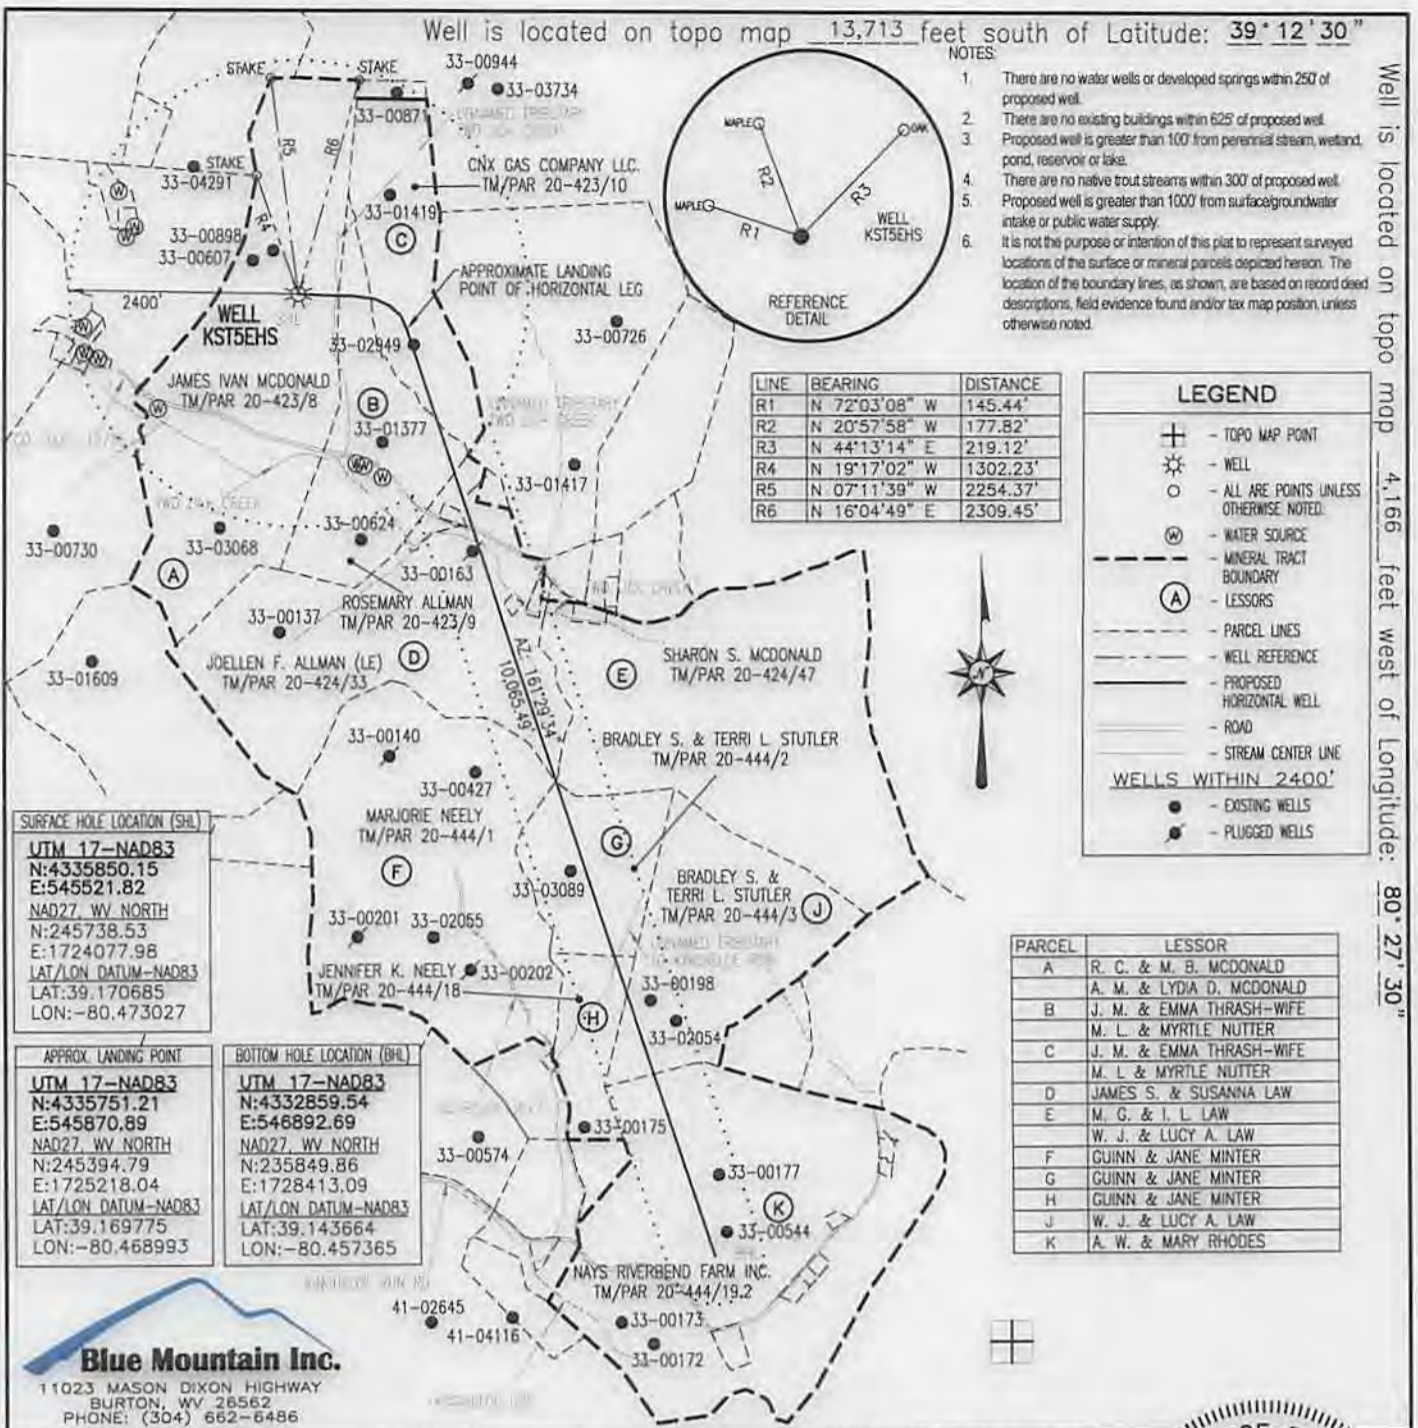 Well is located on topo map 13,713 feet south of Latitude: 39° 12' 30"
Well is located on topo map 4,166 feet west of Longitude: 80° 27' 30"
NOTES:
1. There are no water wells or developed springs within 250' of
proposed well.
2. There are no existing buildings within 625' of proposed well.
3. Proposed well is greater than 100' from perennial stream, wetland,
pond, reservoir or lake.
4. There are no native trout streams within 300' of proposed well.
5. Proposed well is greater than 1000' from surface/groundwater
intake or public water supply.
6. It is not the purpose or intention of this plat to represent surveyed
locations of the surface or mineral parcels depicted hereon. The
location of the boundary lines, as shown, are based on record deed
descriptions, field evidence found and/or tax map position, unless
otherwise noted.
MAPLE
OAK
R2
R3
MAPLE
R1
WELL
KST5EHS
REFERENCE
DETAIL
LINE BEARING DISTANCE
R1 N 72°03'08" W 145.44'
R2 N 20°57'58" W 177.82'
R3 N 44°13'14" E 219.12'
R4 N 19°17'02" W 1302.23'
R5 N 07°11'39" W 2254.37'
R6 N 16°04'49" E 2309.45'
LEGEND
- TOPO MAP POINT
- WELL
- ALL ARE POINTS UNLESS
OTHERWISE NOTED.
W - WATER SOURCE
- MINERAL TRACT
BOUNDARY
A - LESSORS
- PARCEL LINES
- WELL REFERENCE
- PROPOSED
HORIZONTAL WELL
- ROAD
- STREAM CENTER LINE
WELLS WITHIN 2400'
- EXISTING WELLS
- PLUGGED WELLS
N
STAKE
STAKE
33-00944
33-03734
33-00871
UNNAMED TRIBUTARY
TWO LICK CREEK
R5
R6
CNX GAS COMPANY LLC.
TM/PAR 20-423/10
STAKE
33-04291
33-01419
R4
33-00898
33-00607
C
APPROXIMATE LANDING
POINT OF HORIZONTAL LEG
2400'
WELL
KST5EHS
SHL
33-00726
33-02949
JAMES IVAN MCDONALD
TM/PAR 20-423/8
B
UNNAMED TRIBUTARY
TWO LICK CREEK
33-01377
33-01417
TWO LICK CREEK
33-00624
33-00730
33-03068
33-00163
A
TWO LICK CREEK
33-00137
ROSEMARY ALLMAN
TM/PAR 20-423/9
JOELLEN F. ALLMAN (LE)
TM/PAR 20-424/33
D
33-01609
AZ: 161°29'34"
10,065.49'
E
SHARON S. MCDONALD
TM/PAR 20-424/47
33-00140
BRADLEY S. & TERRI L. STUTLER
TM/PAR 20-444/2
33-00427
MARJORIE NEELY
TM/PAR 20-444/1
G
F
33-03089
BRADLEY S. &
TERRI L. STUTLER
TM/PAR 20-444/3
J
33-00201
33-02055
UNNAMED TRIBUTARY
JENNIFER K. NEELY
TM/PAR 20-444/18
33-00202
33-00198
H
33-02054
33-00175
33-00574
33-00177
K
33-00544
BHL
NAYS RIVERBEND FARM INC.
TM/PAR 20-444/19.2
41-02645
41-04116
33-00173
33-00172
SURFACE HOLE LOCATION (SHL)
UTM 17-NAD83
N:4335850.15
E:545521.82
NAD27, WV NORTH
N:245738.53
E:1724077.98
LAT/LON DATUM-NAD83
LAT:39.170685
LON:-80.473027
APPROX. LANDING POINT
UTM 17-NAD83
N:4335751.21
E:545870.89
NAD27, WV NORTH
N:245394.79
E:1725218.04
LAT/LON DATUM-NAD83
LAT:39.169775
LON:-80.468993
BOTTOM HOLE LOCATION (BHL)
UTM 17-NAD83
N:4332859.54
E:546892.69
NAD27, WV NORTH
N:235849.86
E:1728413.09
LAT/LON DATUM-NAD83
LAT:39.143664
LON:-80.457365
PARCEL LESSOR
A R. C. & M. B. MCDONALD
A. M. & LYDIA D. MCDONALD
B J. M. & EMMA THRASH-WIFE
M. L. & MYRTLE NUTTER
C J. M. & EMMA THRASH-WIFE
M. L & MYRTLE NUTTER
D JAMES S. & SUSANNA LAW
E M. G. & I. L. LAW
W. J. & LUCY A. LAW
F GUINN & JANE MINTER
G GUINN & JANE MINTER
H GUINN & JANE MINTER
J W. J. & LUCY A. LAW
K A. W. & MARY RHODES
Blue Mountain Inc.
11023 MASON DIXON HIGHWAY
BURTON, WV 26562
PHONE: (304) 662-6486